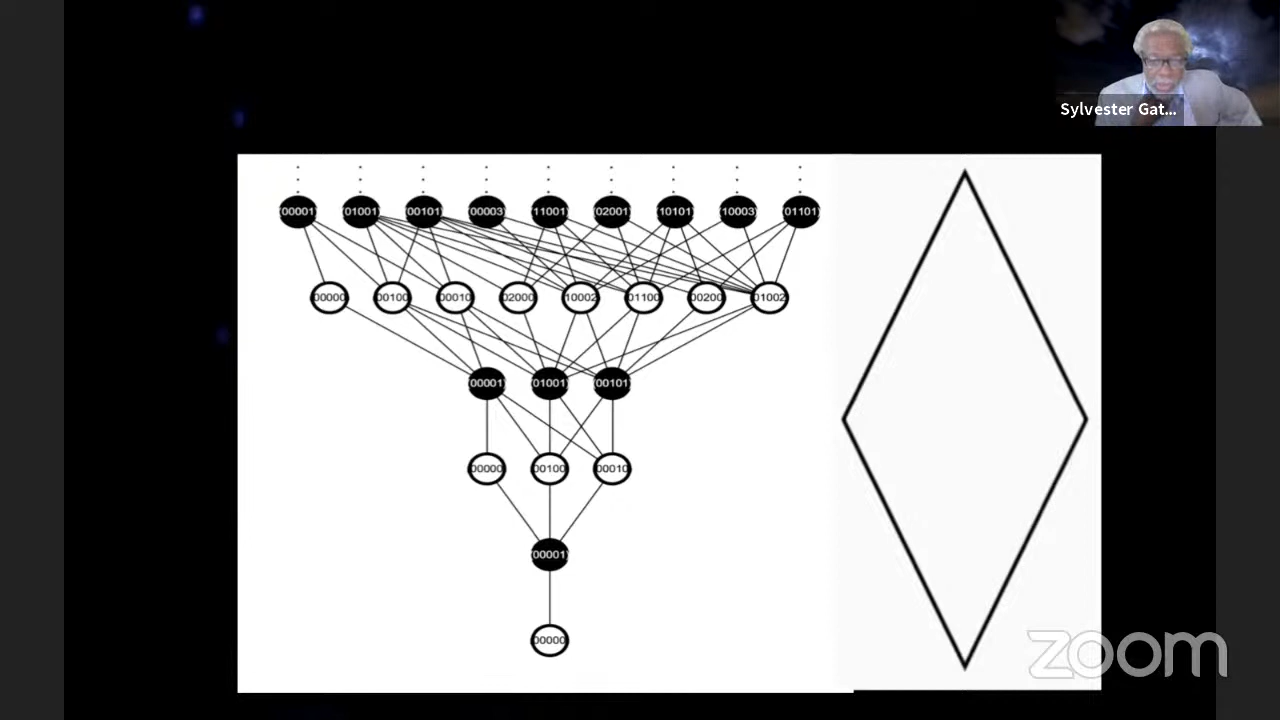 Sylvester Gat...
(00001) (01001) (00101) (00003) (11001) (02001) (10101) (10003) (01101)
00000 00100 00010 02000 10002 01100 00200 01002
(00001) (01001) (00101)
00000 00100 00010
(00001)
00000
zoom